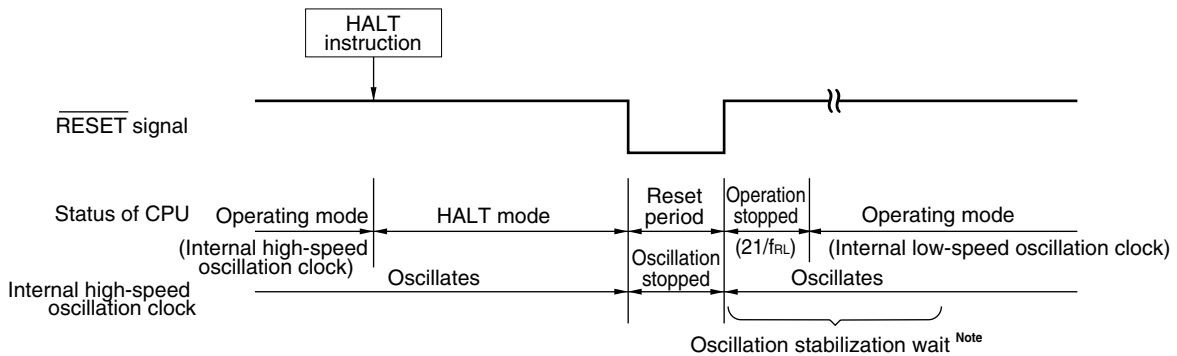 HALT
instruction
RESET signal
Status of CPU
Operating mode
HALT mode
Reset
period
Operation
stopped
Operating mode
(Internal high-speed
oscillation clock)
(21/fRL)
(Internal low-speed oscillation clock)
Internal high-speed
oscillation clock
Oscillates
Oscillation
stopped
Oscillates
Oscillation stabilization wait Note